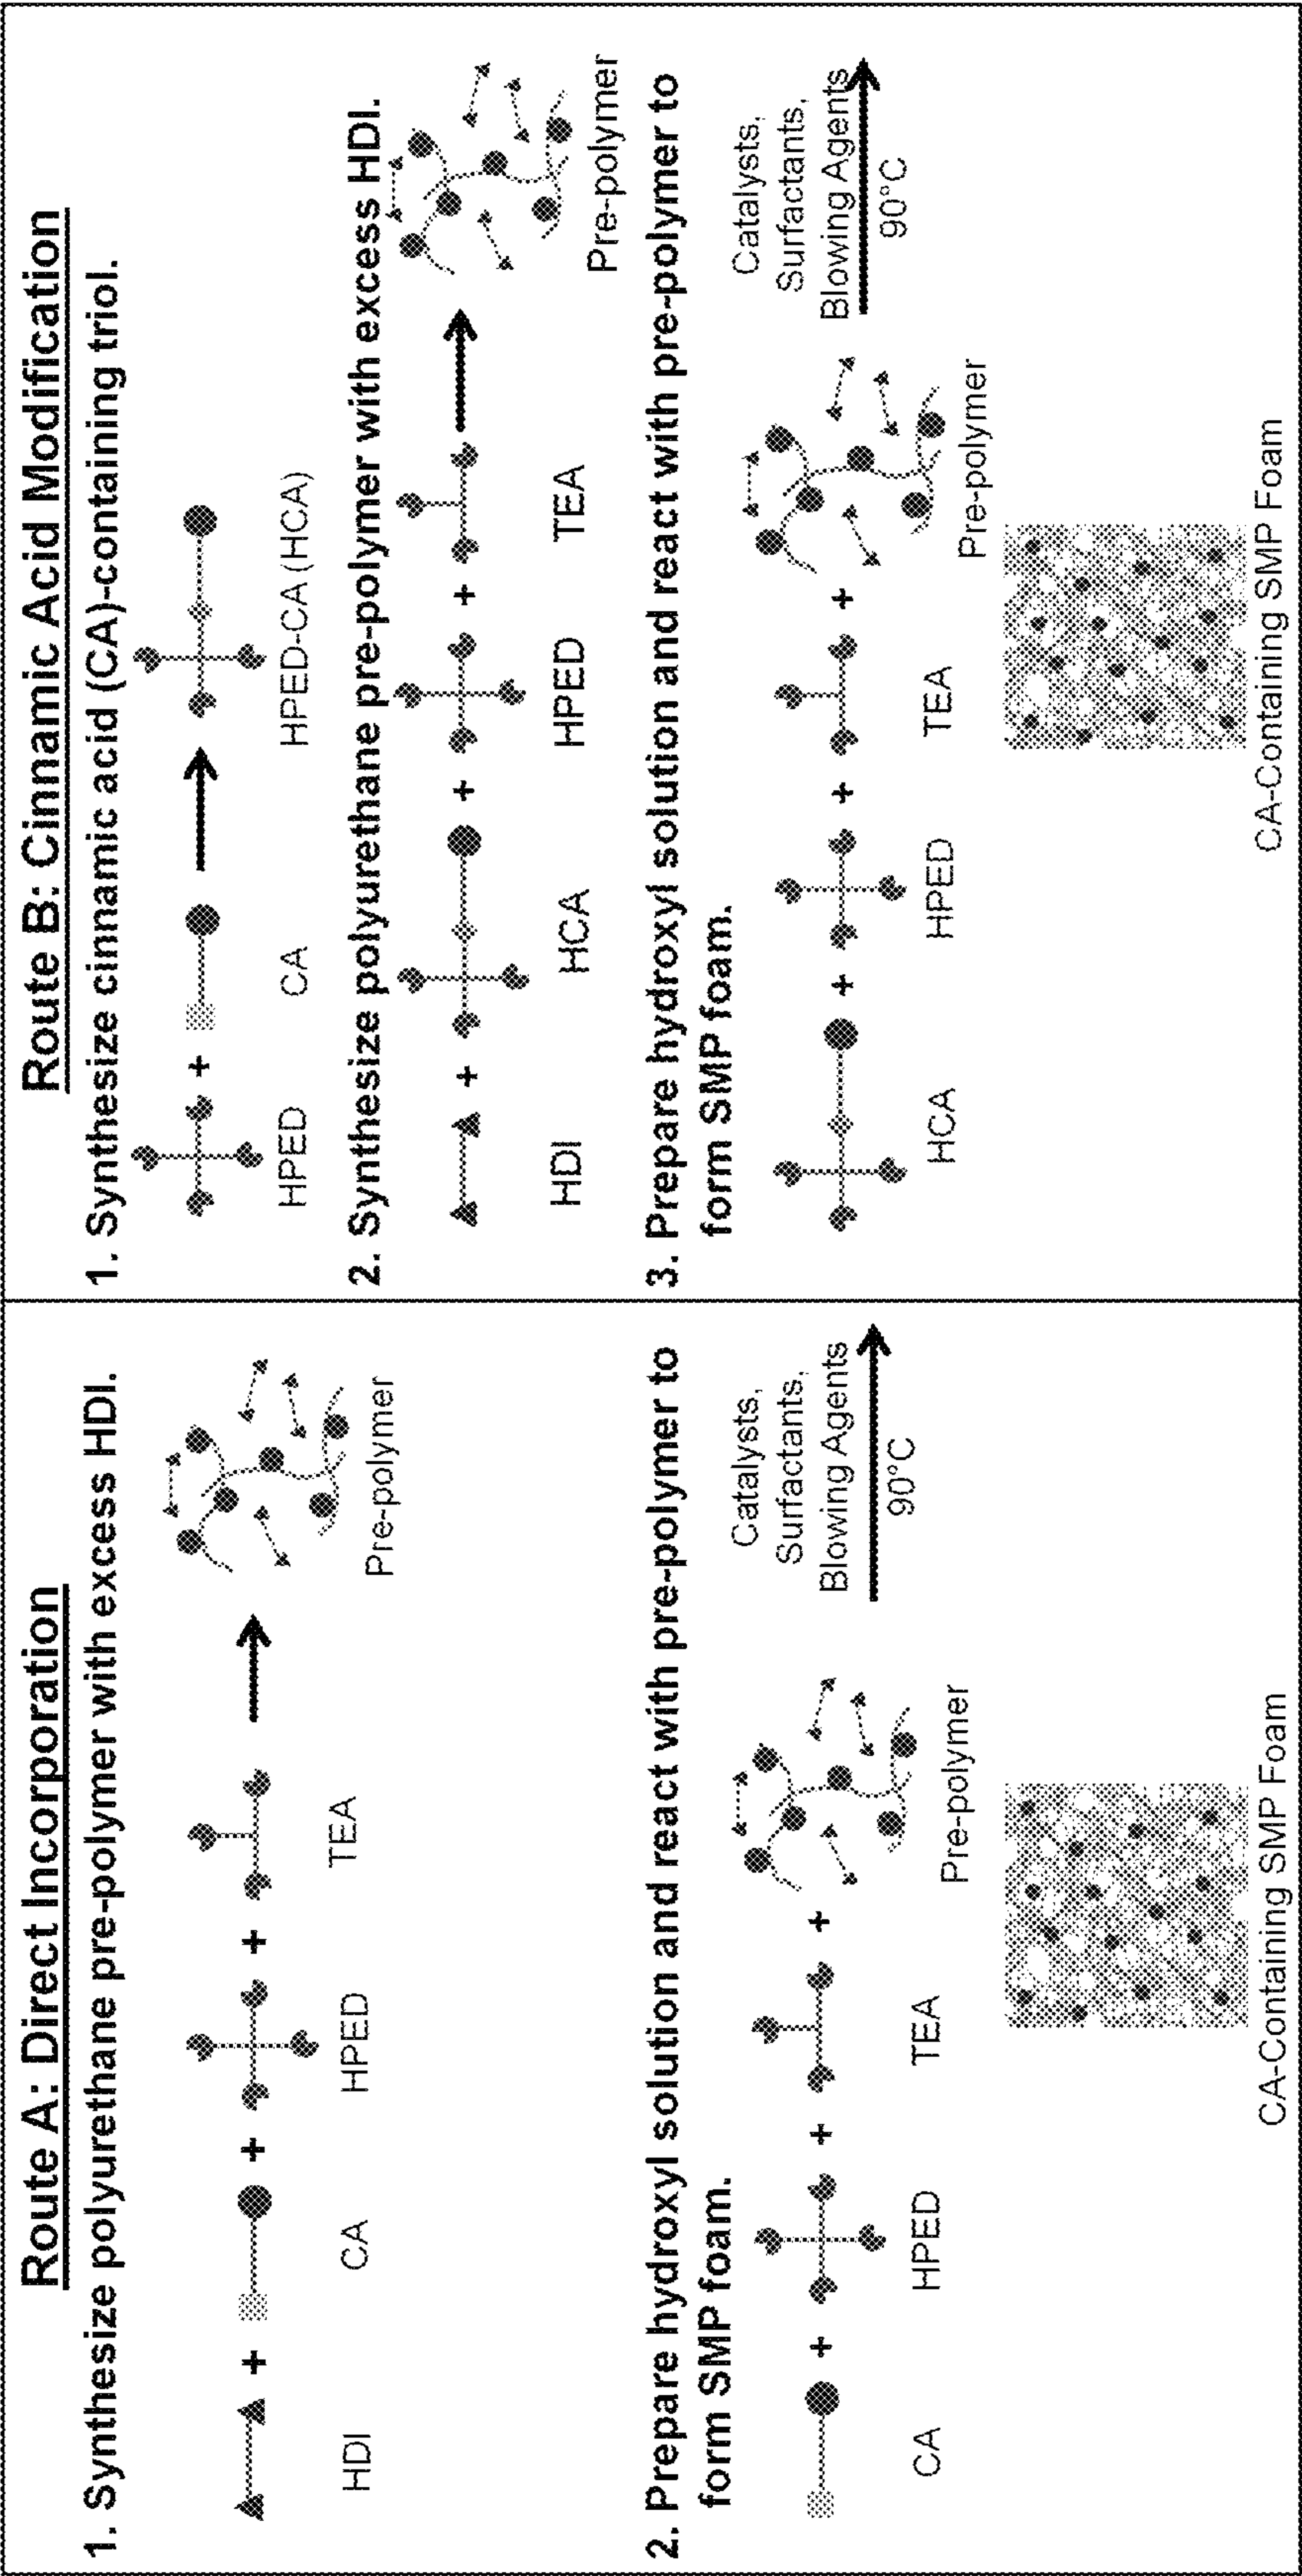 Route A: Direct Incorporation
1. Synthesize polyurethane pre-polymer with excess HDI.
HDI + CA + HPED + TEA
Pre-polymer
2. Prepare hydroxyl solution and react with pre-polymer to
form SMP foam.
Catalysts,
Surfactants,
Blowing Agents
90°C
CA + HPED + TEA + Pre-polymer
CA-Containing SMP Foam
Route B: Cinnamic Acid Modification
1. Synthesize cinnamic acid (CA)-containing triol.
HPED + CA
HPED-CA (HCA)
2. Synthesize polyurethane pre-polymer with excess HDI.
HDI + HCA + HPED + TEA
Pre-polymer
3. Prepare hydroxyl solution and react with pre-polymer to
form SMP foam.
Catalysts,
Surfactants,
Blowing Agents
90°C
HCA + HPED + TEA + Pre-polymer
CA-Containing SMP Foam